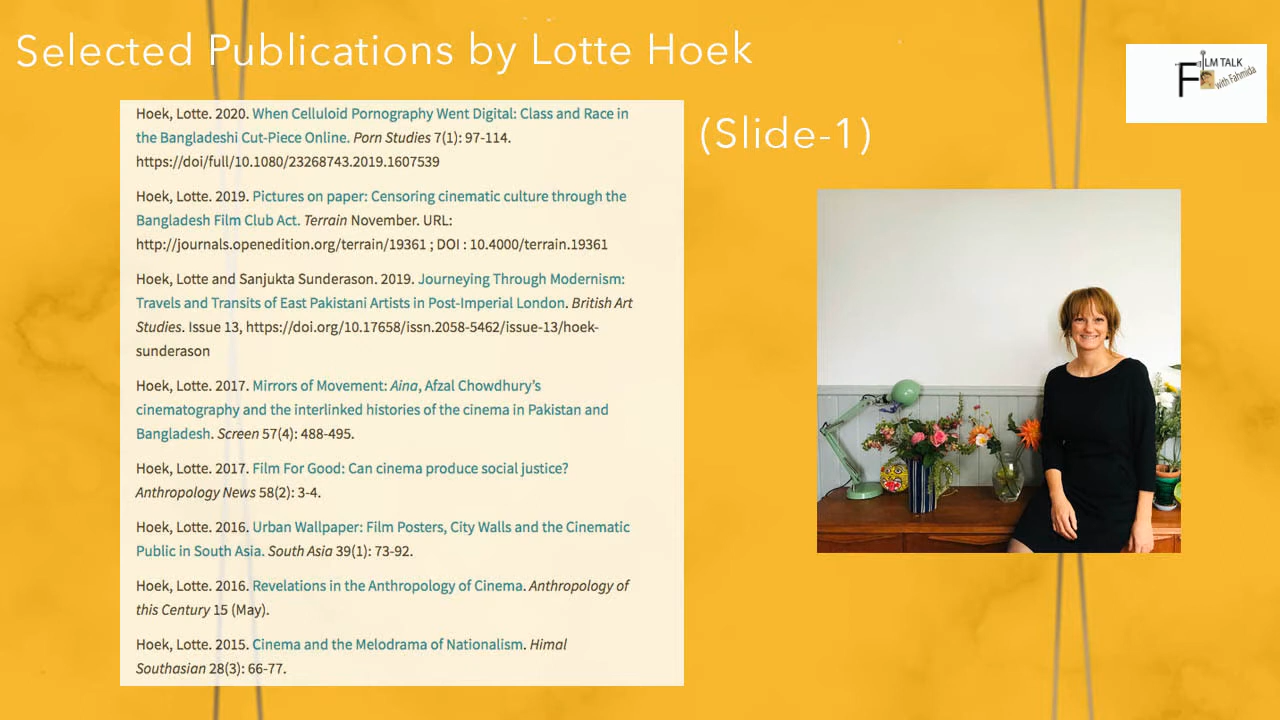 Selected Publications by Lotte Hoek
(Slide-1)
FiLM TALK
with Fahmida
Hoek, Lotte. 2020. When Celluloid Pornography Went Digital: Class and Race in
the Bangladeshi Cut-Piece Online. Porn Studies 7(1): 97-114.
https://doi/full/10.1080/23268743.2019.1607539
Hoek, Lotte. 2019. Pictures on paper: Censoring cinematic culture through the
Bangladesh Film Club Act. Terrain November. URL:
http://journals.openedition.org/terrain/19361 ; DOI : 10.4000/terrain.19361
Hoek, Lotte and Sanjukta Sunderason. 2019. Journeying Through Modernism:
Travels and Transits of East Pakistani Artists in Post-Imperial London. British Art
Studies. Issue 13, https://doi.org/10.17658/issn.2058-5462/issue-13/hoek-
sunderason
Hoek, Lotte. 2017. Mirrors of Movement: Aina, Afzal Chowdhury's
cinematography and the interlinked histories of the cinema in Pakistan and
Bangladesh. Screen 57(4): 488-495.
Hoek, Lotte. 2017. Film For Good: Can cinema produce social justice?
Anthropology News 58(2): 3-4.
Hoek, Lotte. 2016. Urban Wallpaper: Film Posters, City Walls and the Cinematic
Public in South Asia. South Asia 39(1): 73-92.
Hoek, Lotte. 2016. Revelations in the Anthropology of Cinema. Anthropology of
this Century 15 (May).
Hoek, Lotte. 2015. Cinema and the Melodrama of Nationalism. Himal
Southasian 28(3): 66-77.